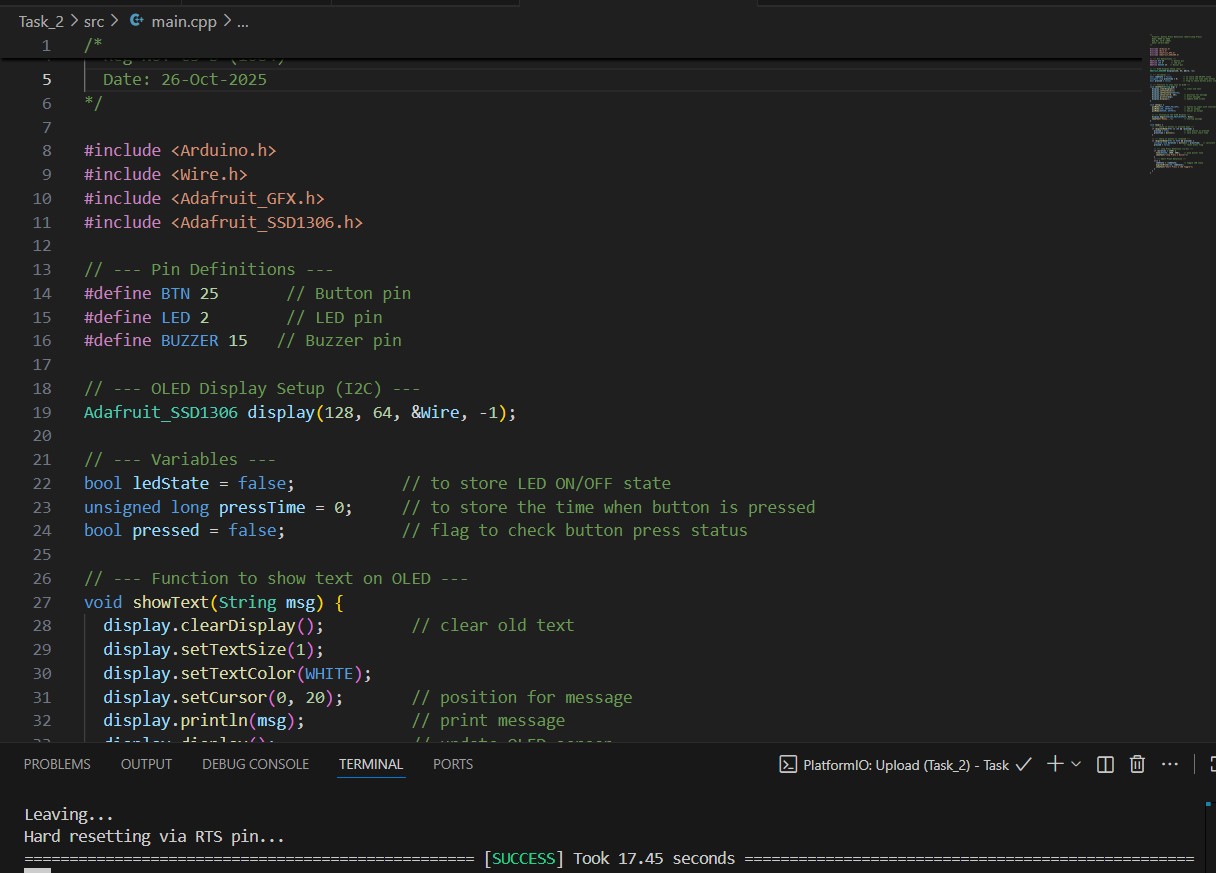 Task_2 > src > main.cpp > ...
1 /*
5 Date: 26-Oct-2025
6 */
7
8 #include <Arduino.h>
9 #include <Wire.h>
10 #include <Adafruit_GFX.h>
11 #include <Adafruit_SSD1306.h>
12
13 // --- Pin Definitions ---
14 #define BTN 25 // Button pin
15 #define LED 2 // LED pin
16 #define BUZZER 15 // Buzzer pin
17
18 // --- OLED Display Setup (I2C) ---
19 Adafruit_SSD1306 display(128, 64, &Wire, -1);
20
21 // --- Variables ---
22 bool ledState = false; // to store LED ON/OFF state
23 unsigned long pressTime = 0; // to store the time when button is pressed
24 bool pressed = false; // flag to check button press status
25
26 // --- Function to show text on OLED ---
27 void showText(String msg) {
28 display.clearDisplay(); // clear old text
29 display.setTextSize(1);
30 display.setTextColor(WHITE);
31 display.setCursor(0, 20); // position for message
32 display.println(msg); // print message
PROBLEMS OUTPUT DEBUG CONSOLE TERMINAL PORTS PlatformIO: Upload (Task_2) - Task
Leaving...
Hard resetting via RTS pin...
================================================== [SUCCESS] Took 17.45 seconds ==================================================